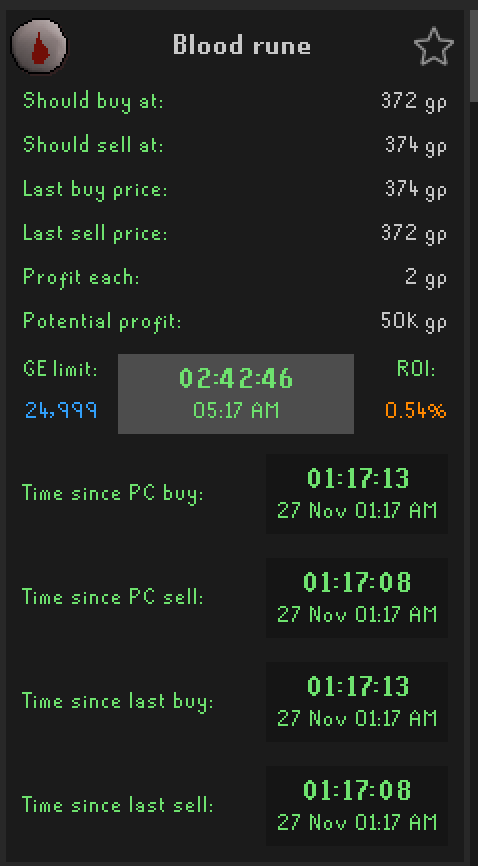 Blood rune
Should buy at: 372 gp
Should sell at: 374 gp
Last buy price: 374 gp
Last sell price: 372 gp
Profit each: 2 gp
Potential profit: 50K gp
GE limit: 02:42:46 ROI:
24,999 05:17 AM 0.54%
01:17:13
Time since PC buy:
27 Nov 01:17 AM
01:17:08
Time since PC sell:
27 Nov 01:17 AM
01:17:13
Time since last buy:
27 Nov 01:17 AM
01:17:08
Time since last sell:
27 Nov 01:17 AM